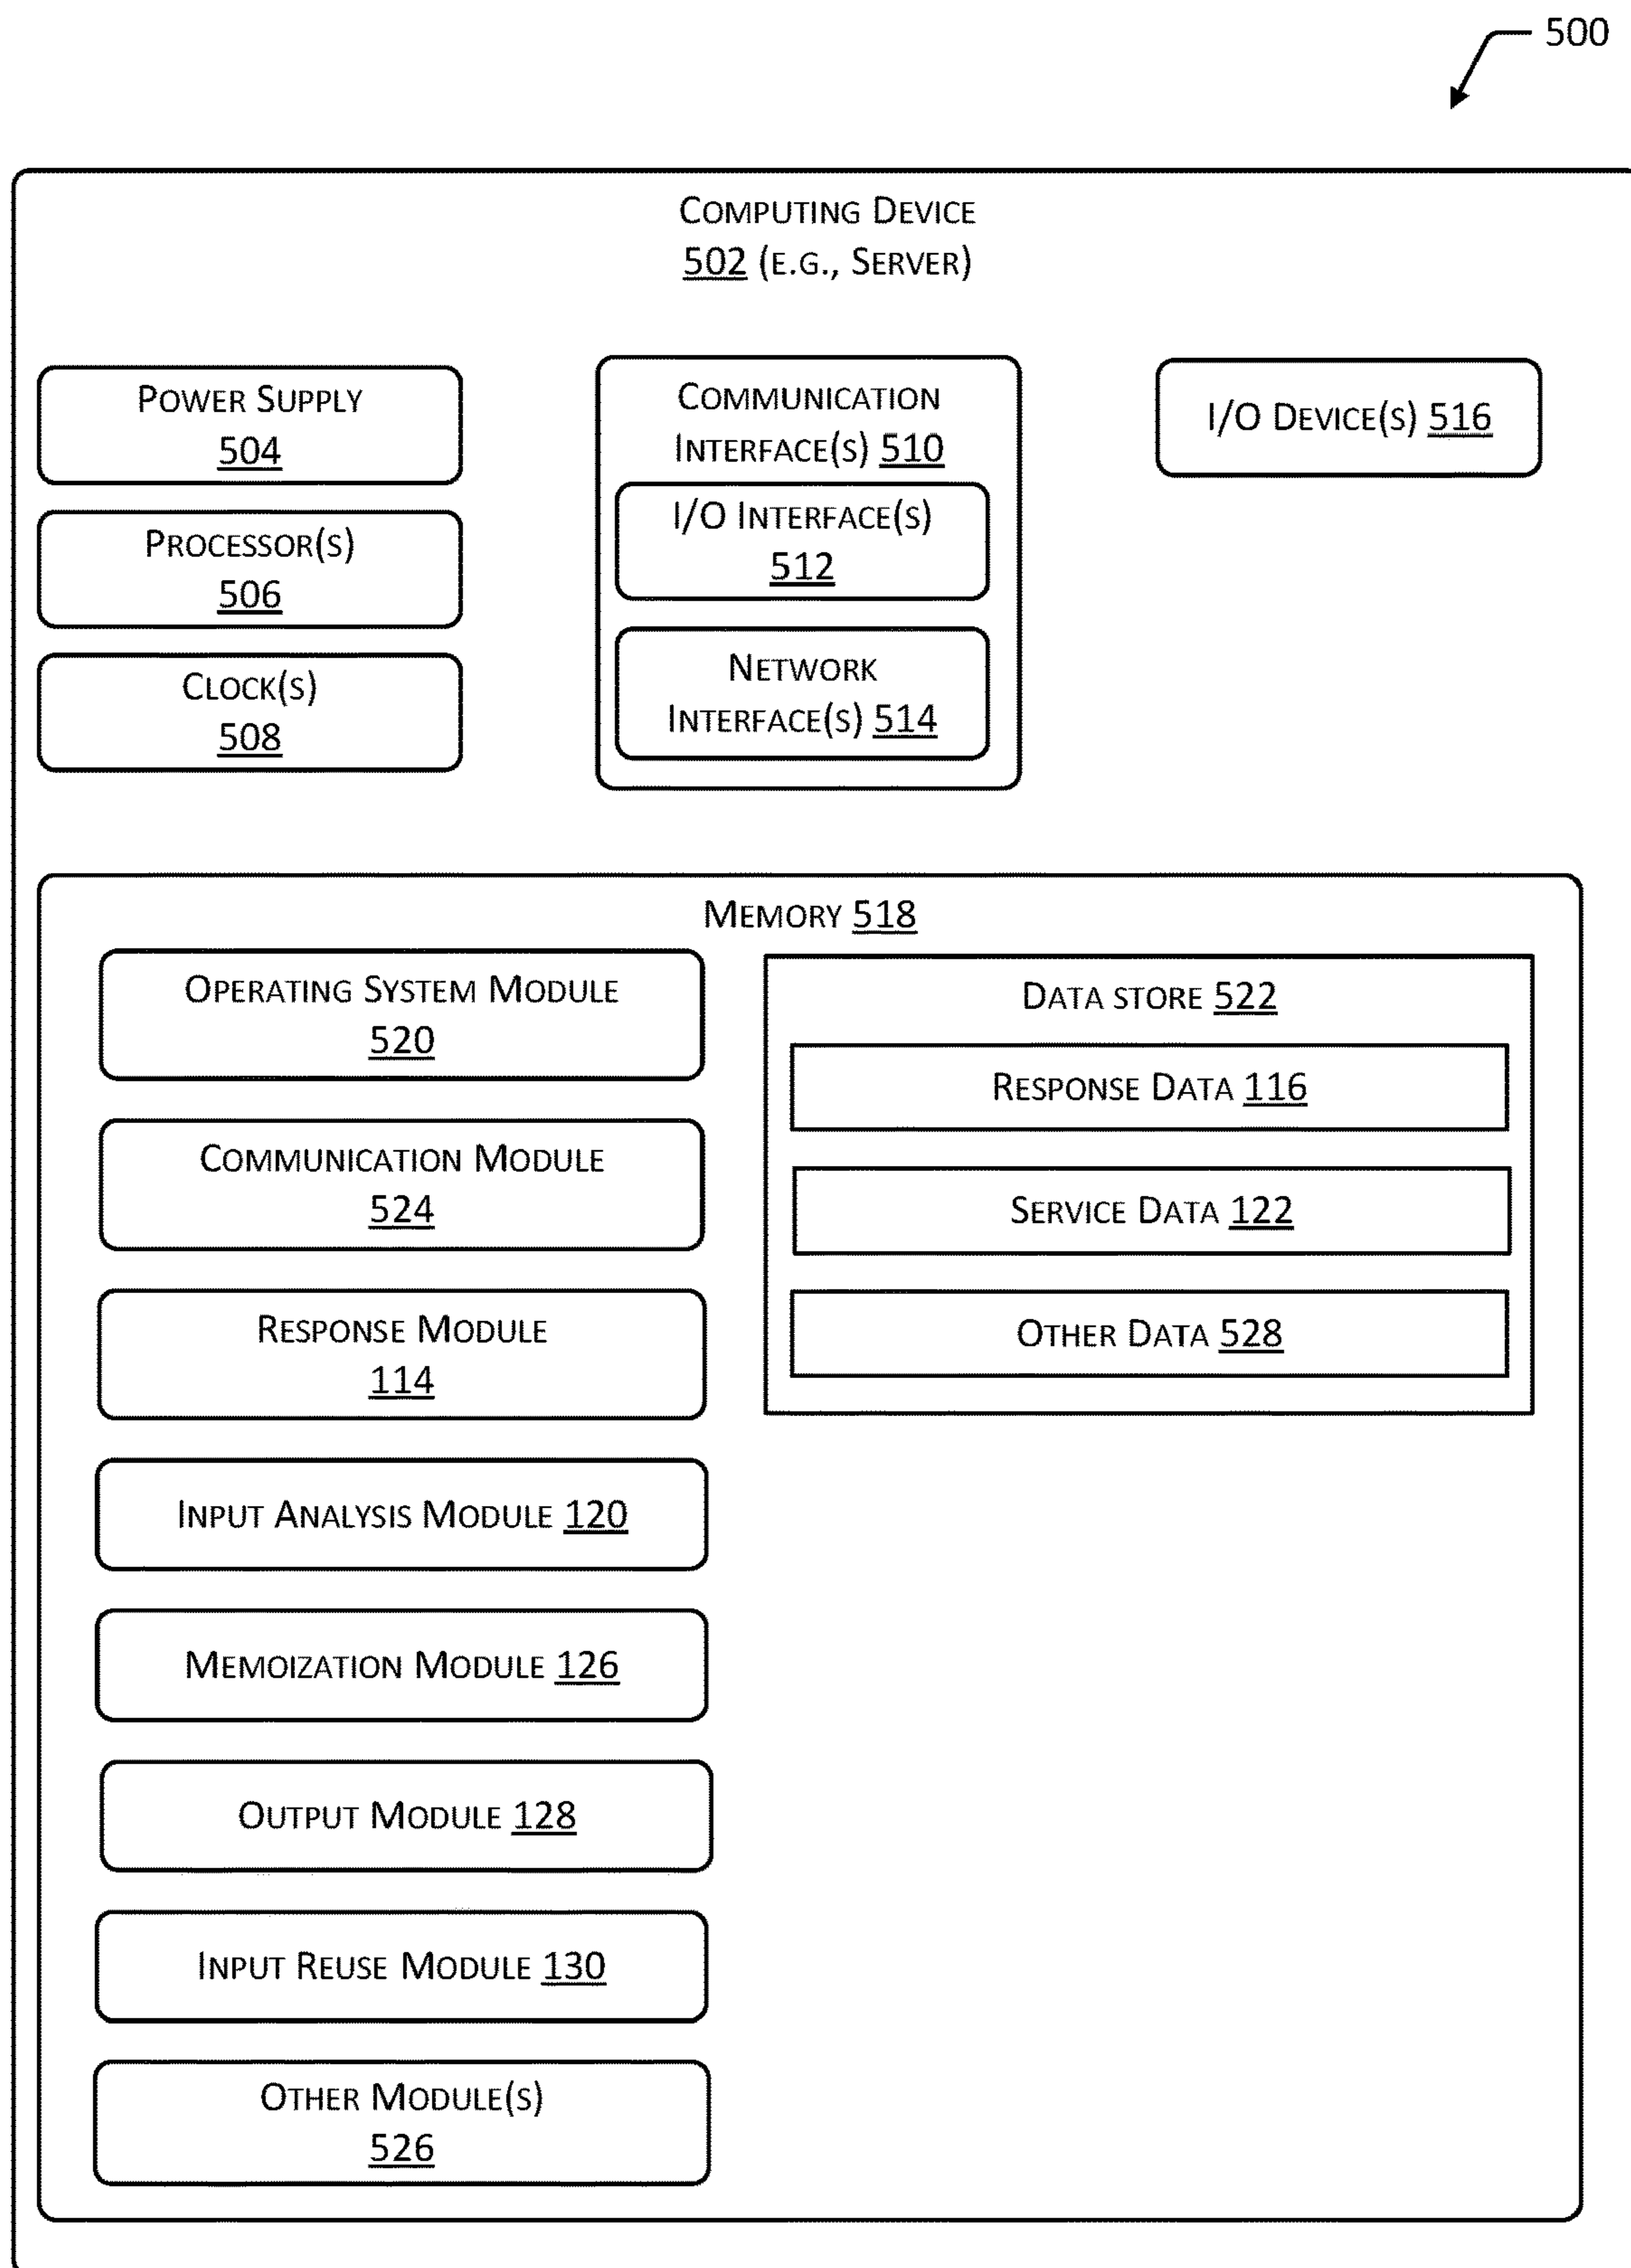 500
Computing Device
502 (e.g., Server)
Power Supply
504
Processor(s)
506
Clock(s)
508
Communication
Interface(s) 510
I/O Interface(s)
512
Network
Interface(s) 514
I/O Device(s) 516
Memory 518
Operating System Module
520
Communication Module
524
Response Module
114
Input Analysis Module 120
Memoization Module 126
Output Module 128
Input Reuse Module 130
Other Module(s)
526
Data store 522
Response Data 116
Service Data 122
Other Data 528